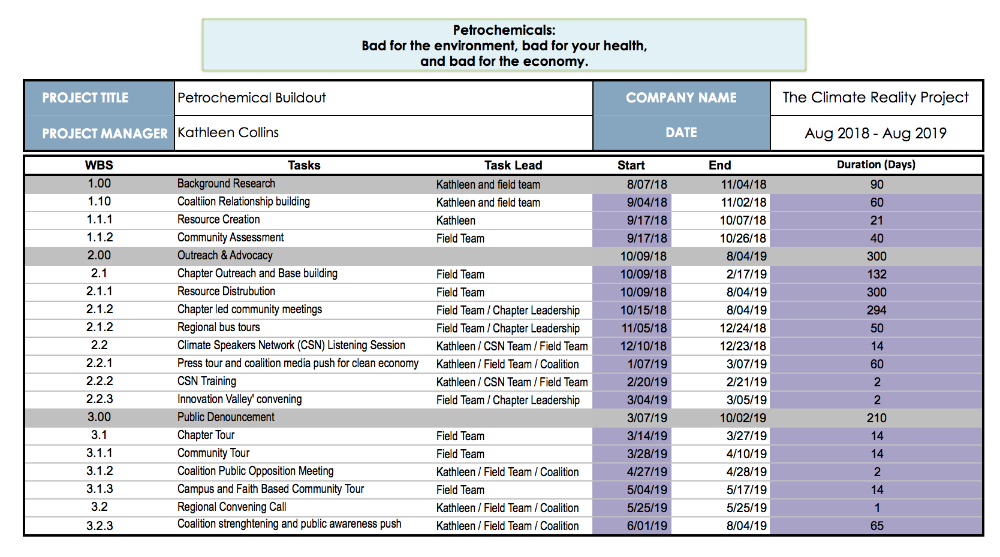 Petrochemicals:
Bad for the environment, bad for your health,
and bad for the economy.
PROJECT TITLE Petrochemical Buildout COMPANY NAME The Climate Reality Project
PROJECT MANAGER Kathleen Collins DATE Aug 2018 - Aug 2019
WBS Tasks Task Lead Start End Duration (Days)
1.00 Background Research Kathleen and field team 8/07/18 11/04/18 90
1.10 Coaltiion Relationship building Kathleen and field team 9/04/18 11/02/18 60
1.1.1 Resource Creation Kathleen 9/17/18 10/07/18 21
1.1.2 Community Assessment Field Team 9/17/18 10/26/18 40
2.00 Outreach & Advocacy 10/09/18 8/04/19 300
2.1 Chapter Outreach and Base building Field Team 10/09/18 2/17/19 132
2.1.1 Resource Distrubution Field Team 10/09/18 8/04/19 300
2.1.2 Chapter led community meetings Field Team / Chapter Leadership 10/15/18 8/04/19 294
2.1.2 Regional bus tours Field Team / Chapter Leadership 11/05/18 12/24/18 50
2.2 Climate Speakers Network (CSN) Listening Session Kathleen / CSN Team / Field Team 12/10/18 12/23/18 14
2.2.1 Press tour and coalition media push for clean economy Kathleen / Field Team / Coalition 1/07/19 3/07/19 60
2.2.2 CSN Training Kathleen / CSN Team / Field Team 2/20/19 2/21/19 2
2.2.3 Innovation Valley' convening Field Team / Chapter Leadership 3/04/19 3/05/19 2
3.00 Public Denouncement 3/07/19 10/02/19 210
3.1 Chapter Tour Field Team 3/14/19 3/27/19 14
3.1.1 Community Tour Field Team 3/28/19 4/10/19 14
3.1.2 Coalition Public Opposition Meeting Kathleen / Field Team / Coalition 4/27/19 4/28/19 2
3.1.3 Campus and Faith Based Community Tour Field Team 5/04/19 5/17/19 14
3.2 Regional Convening Call Kathleen / Field Team / Coalition 5/25/19 5/25/19 1
3.2.3 Coalition strenghtening and public awareness push Kathleen / Field Team / Coalition 6/01/19 8/04/19 65